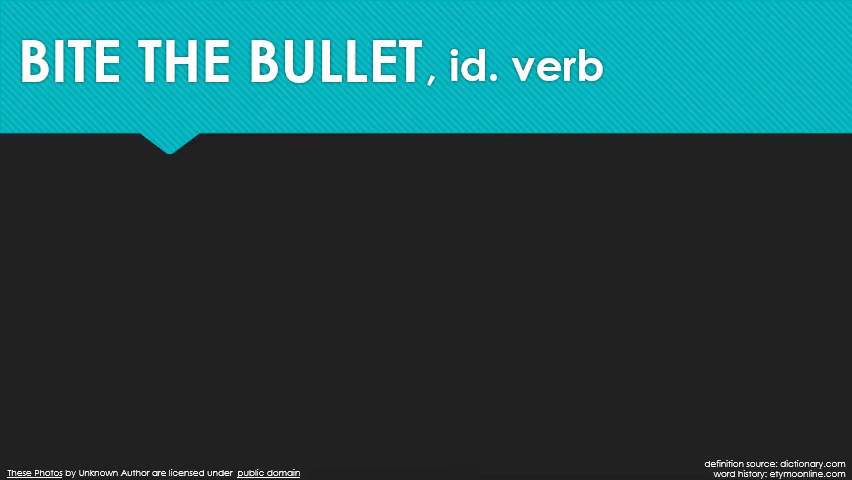 BITE THE BULLET, id. verb
These Photos by Unknown Author are licensed under public domain
definition source: dictionary.com
word history: etymoonline.com